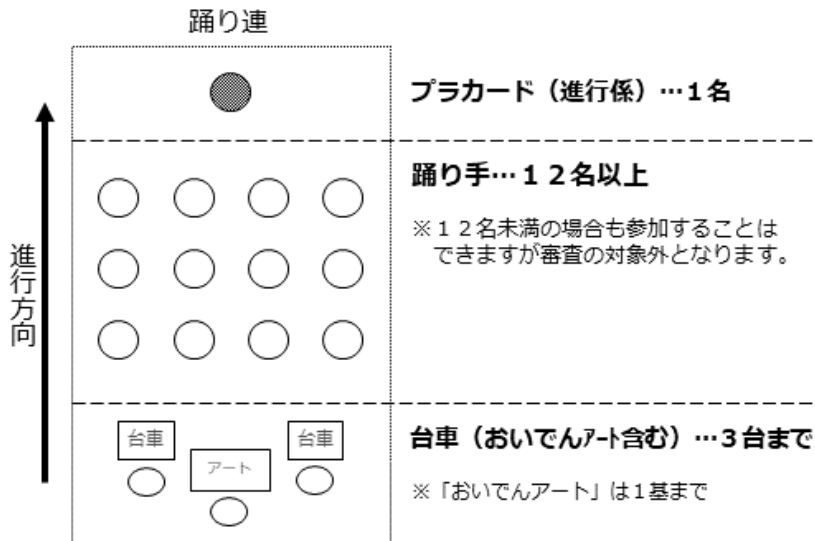 踊り連
プラカード（進行係）…１名
踊り手…１２名以上
※１２名未満の場合も参加することは
できますが審査の対象外となります。
進行方向
台車
台車
アート
台車（おいでんｱｰﾄ含む）…３台まで
※「おいでんアート」は１基まで